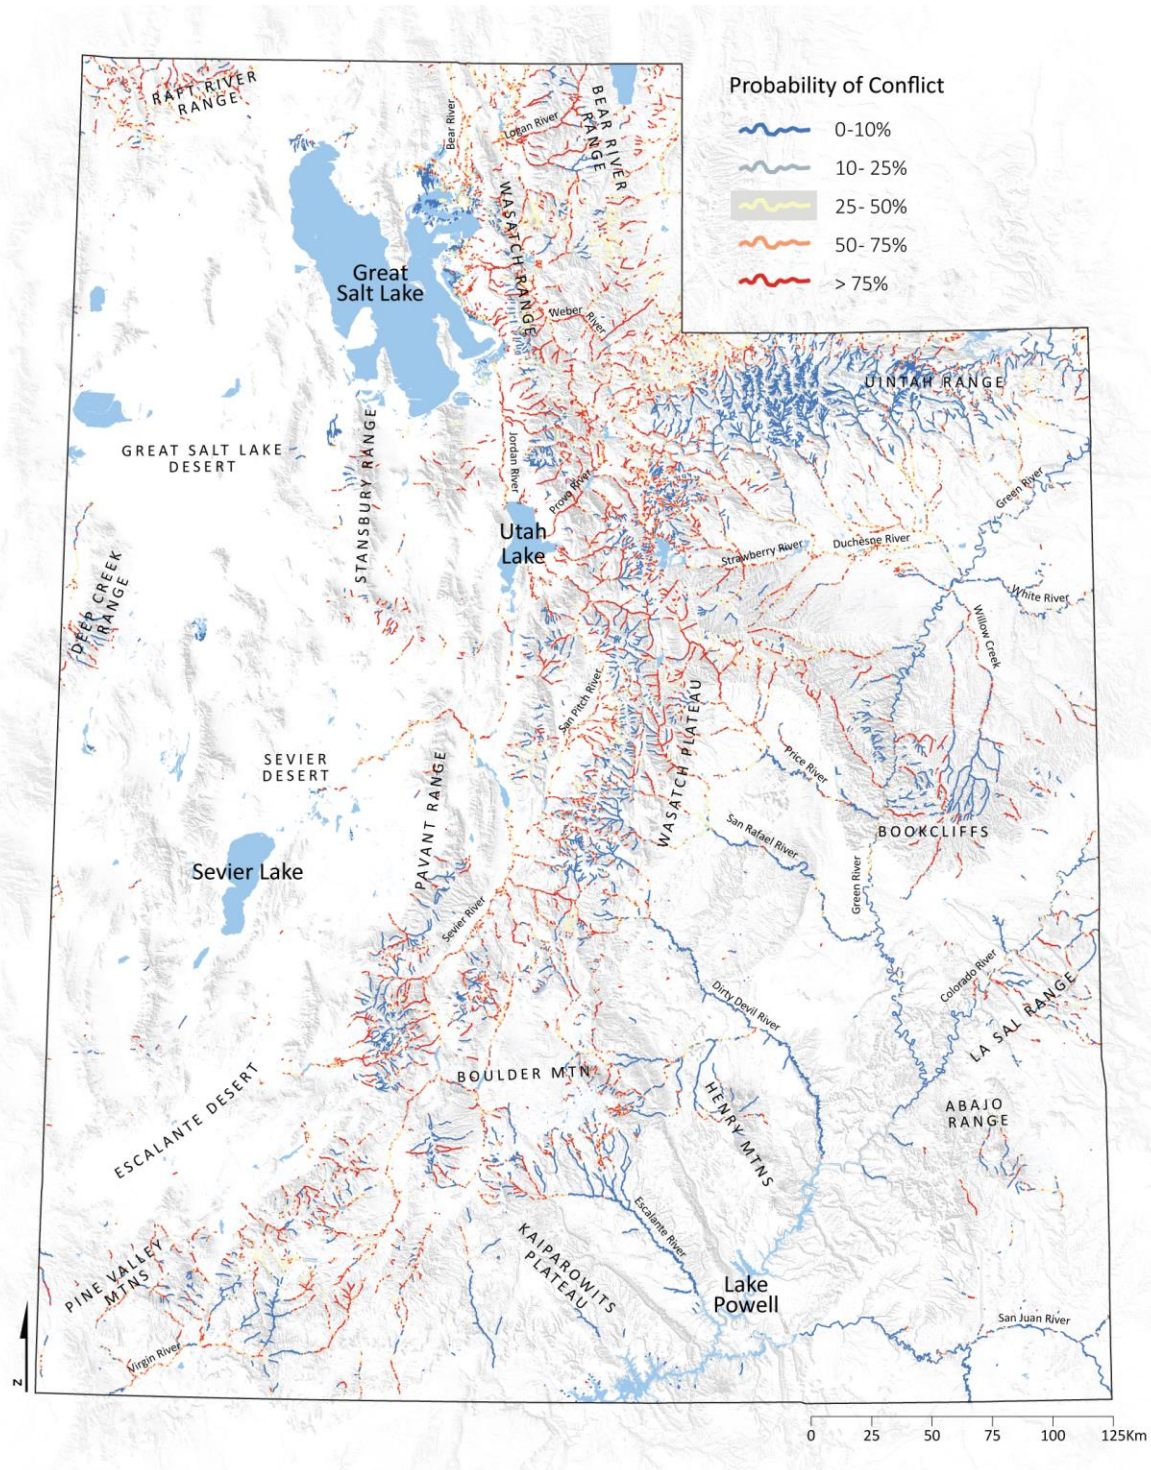 Probability of Conflict
0-10%
10- 25%
25- 50%
50- 75%
> 75%
RAFT RIVER
RANGE
Bear River
Logan River
BEAR RIVER
RANGE
WASATCH RANGE
Great
Salt Lake
Weber River
UINTAH RANGE
GREAT SALT LAKE
DESERT
STANSBURY RANGE
Jordan River
Provo River
Green River
Utah
Lake
Strawberry River
Duchesne River
White River
DEEP CREEK
RANGE
Willow Creek
San Pitch River
WASATCH PLATEAU
SEVIER
DESERT
PAVANT RANGE
Price River
San Rafael River
BOOKCLIFFS
Sevier Lake
Green River
Sevier River
Colorado River
Dirty Devil River
LA SAL RANGE
BOULDER MTN
ESCALANTE DESERT
HENRY MTNS
ABAJO
RANGE
Escalante River
KAIPAROWITS
PLATEAU
PINE VALLEY
MTNS
Lake
Powell
San Juan River
Virgin River
N
0 25 50 75 100 125Km